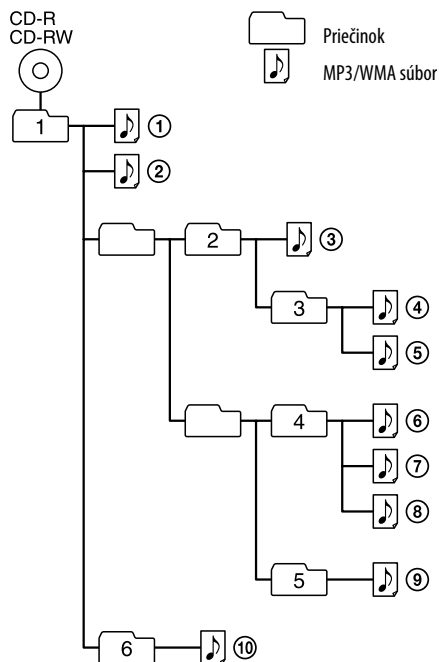 CD-R
CD-RW
Priečinok
MP3/WMA súbor
1 ①
②
2 ③
3 ④
⑤
4 ⑥
⑦
⑧
5 ⑨
6 ⑩